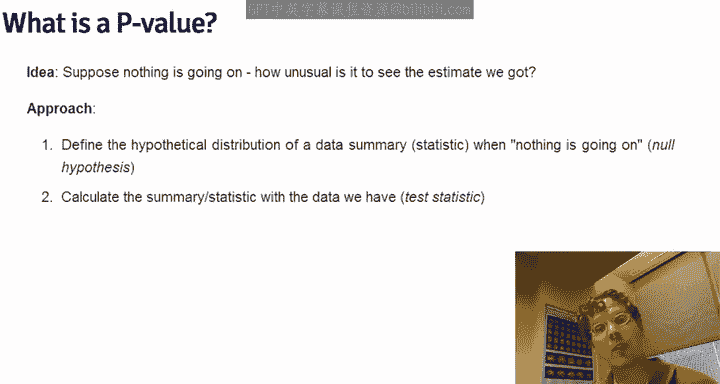 What is a P-value?
Idea: Suppose nothing is going on - how unusual is it to see the estimate we got?
Approach:
1. Define the hypothetical distribution of a data summary (statistic) when "nothing is going on" (null
hypothesis)
2. Calculate the summary/statistic with the data we have (test statistic)